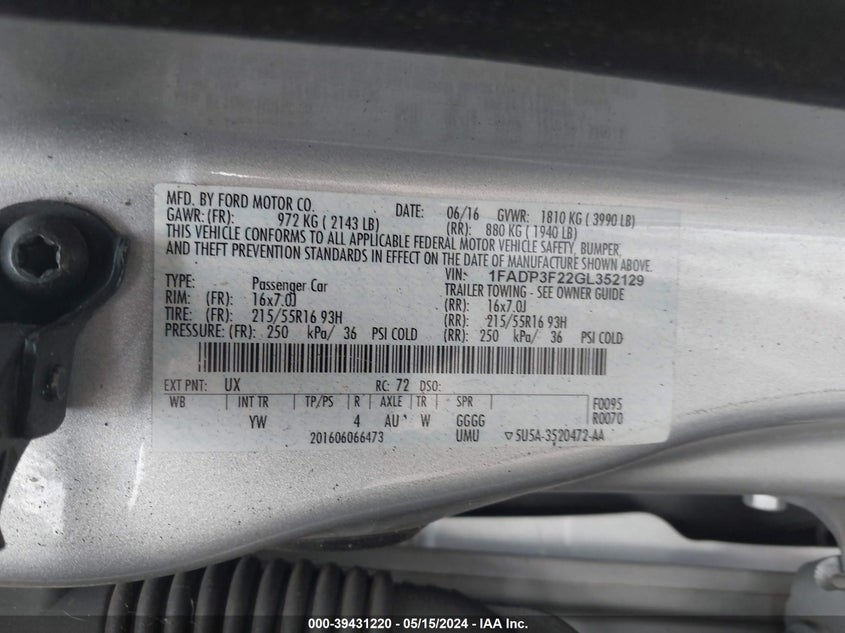 MFD. BY FORD MOTOR CO. DATE: 06/16 GVWR: 1810 KG ( 3990 LB)
GAWR: (FR): 972 KG ( 2143 LB) (RR): 880 KG ( 1940 LB)
THIS VEHICLE CONFORMS TO ALL APPLICABLE FEDERAL MOTOR VEHICLE SAFETY, BUMPER,
AND THEFT PREVENTION STANDARDS IN EFFECT ON THE DATE OF MANUFACTURE SHOWN ABOVE.
VIN: 1FADP3F22GL352129
TYPE: Passenger Car TRAILER TOWING - SEE OWNER GUIDE
RIM: (FR): 16x7.0J (RR): 16x7.0J
TIRE: (FR): 215/55R16 93H (RR): 215/55R16 93H
PRESSURE: (FR): 250 kPa/ 36 PSI COLD (RR): 250 kPa/ 36 PSI COLD
EXT PNT: UX RC: 72 DSO:
WB INT TR TP/PS R AXLE TR SPR F0095
YW 4 AU W GGGG R0070
201606066473 UMU 5U5A-3520472-AA
000-39431220 - 05/15/2024 - IAA Inc.